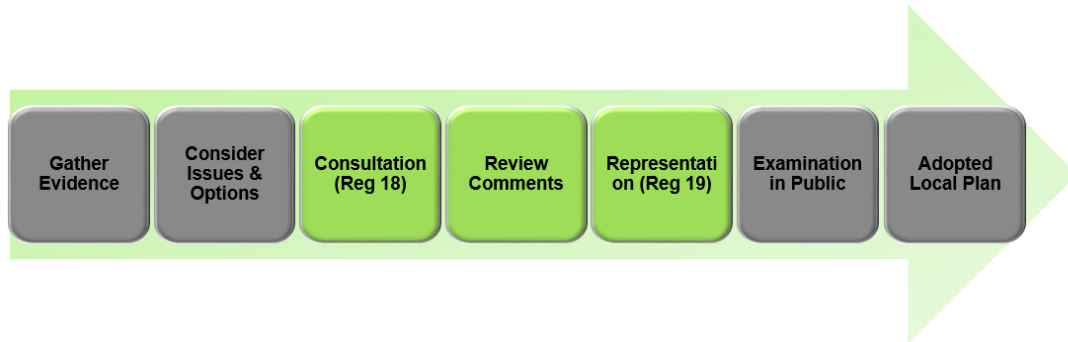 Gather
Evidence
Consider
Issues &
Options
Consultation
(Reg 18)
Review
Comments
Representati
on (Reg 19)
Examination
in Public
Adopted
Local Plan